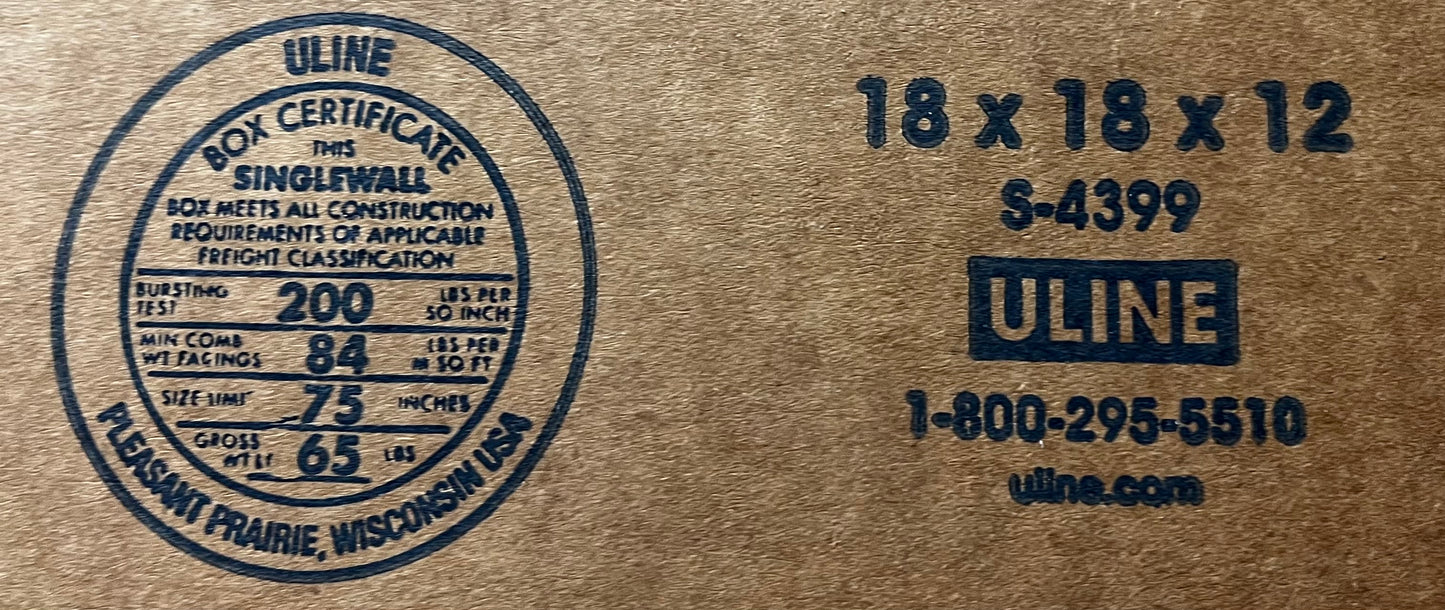 ULINE
BOX CERTIFICATE
THIS
SINGLEWALL
BOX MEETS ALL CONSTRUCTION
REQUIREMENTS OF APPLICABLE
FREIGHT CLASSIFICATION
BURSTING TEST 200 LBS PER SQ INCH
MIN COMB WT FACINGS 84 LBS PER M SQ FT
SIZE LIMIT 75 INCHES
GROSS WT LT 65 LBS
PLEASANT PRAIRIE, WISCONSIN USA
18 x 18 x 12
S-4399
ULINE
1-800-295-5510
uline.com